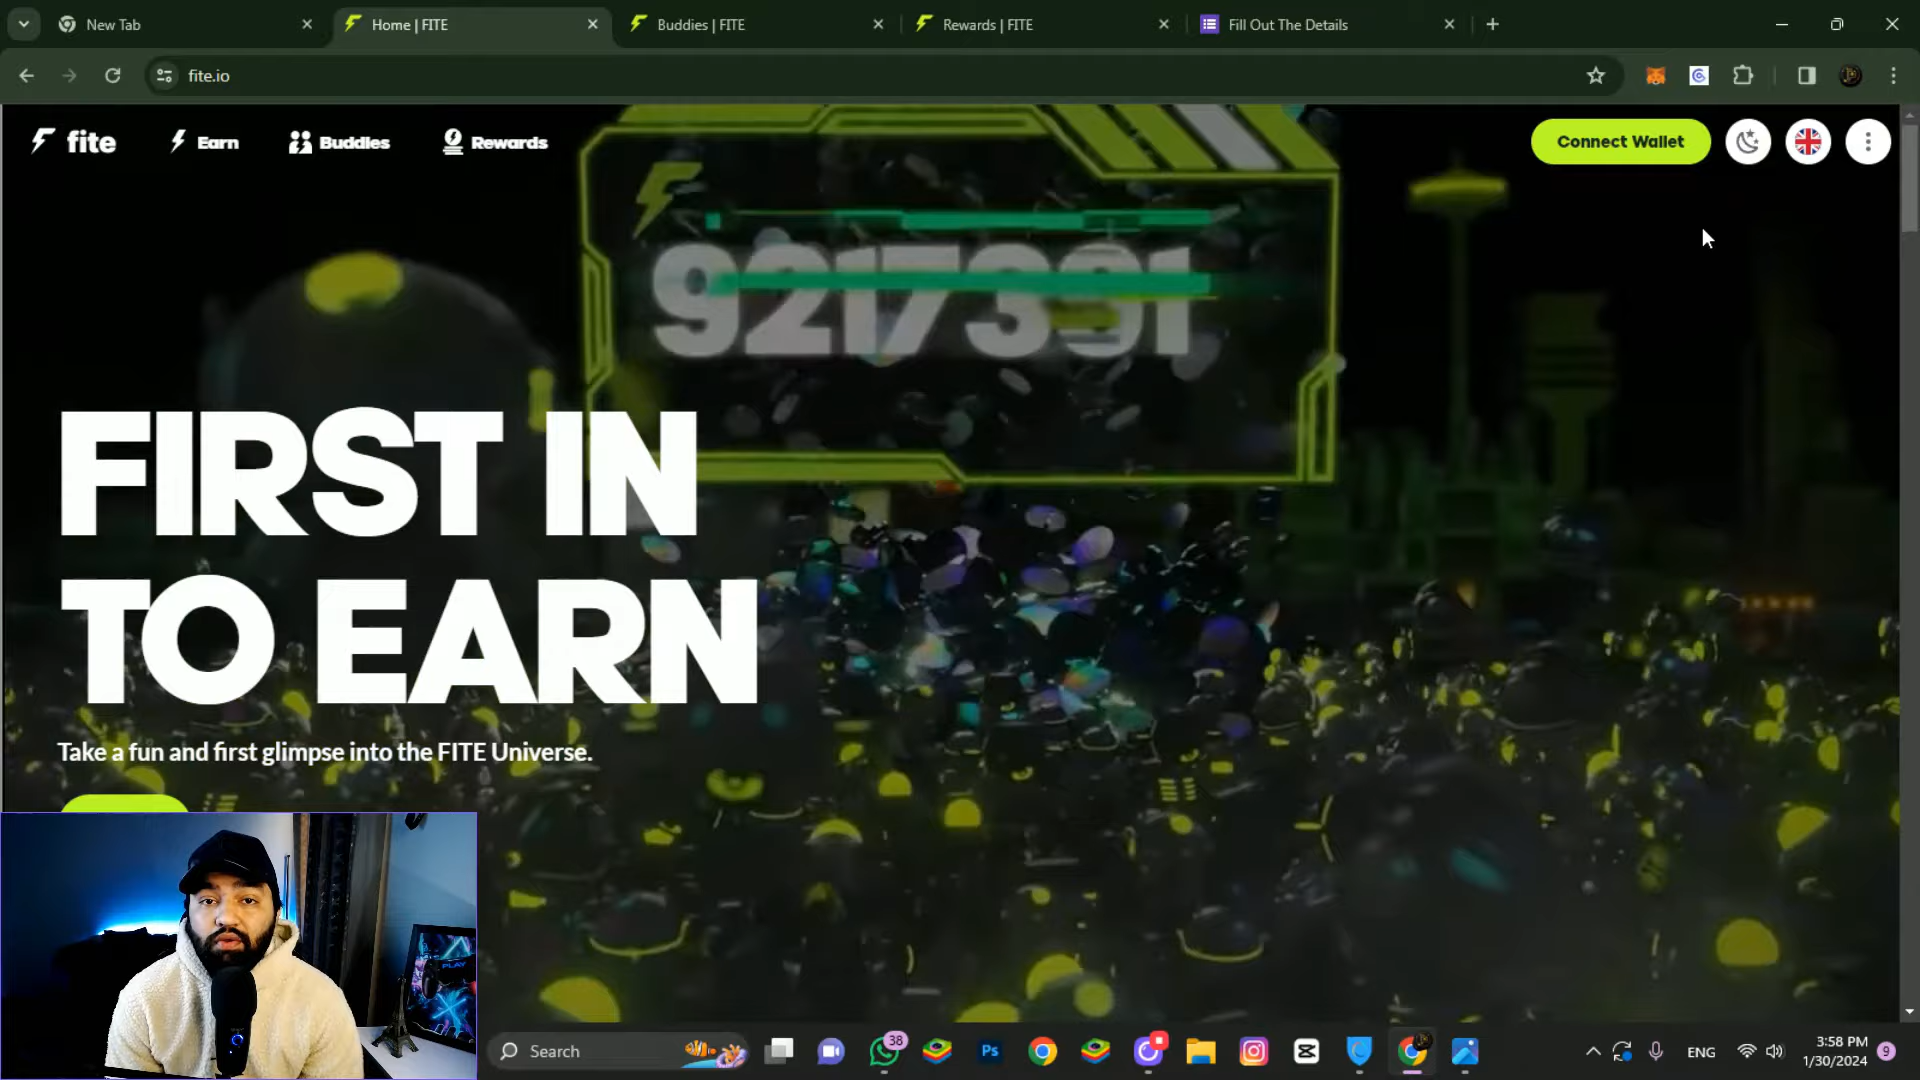 New Tab
Home | FITE
Buddies | FITE
Rewards | FITE
Fill Out The Details
fite.io
fite
Earn
Buddies
Rewards
Connect Wallet
FIRST IN
TO EARN
Take a fun and first glimpse into the FITE Universe.
PLAY
Search
38
Ps
ENG
3:58 PM
1/30/2024
9